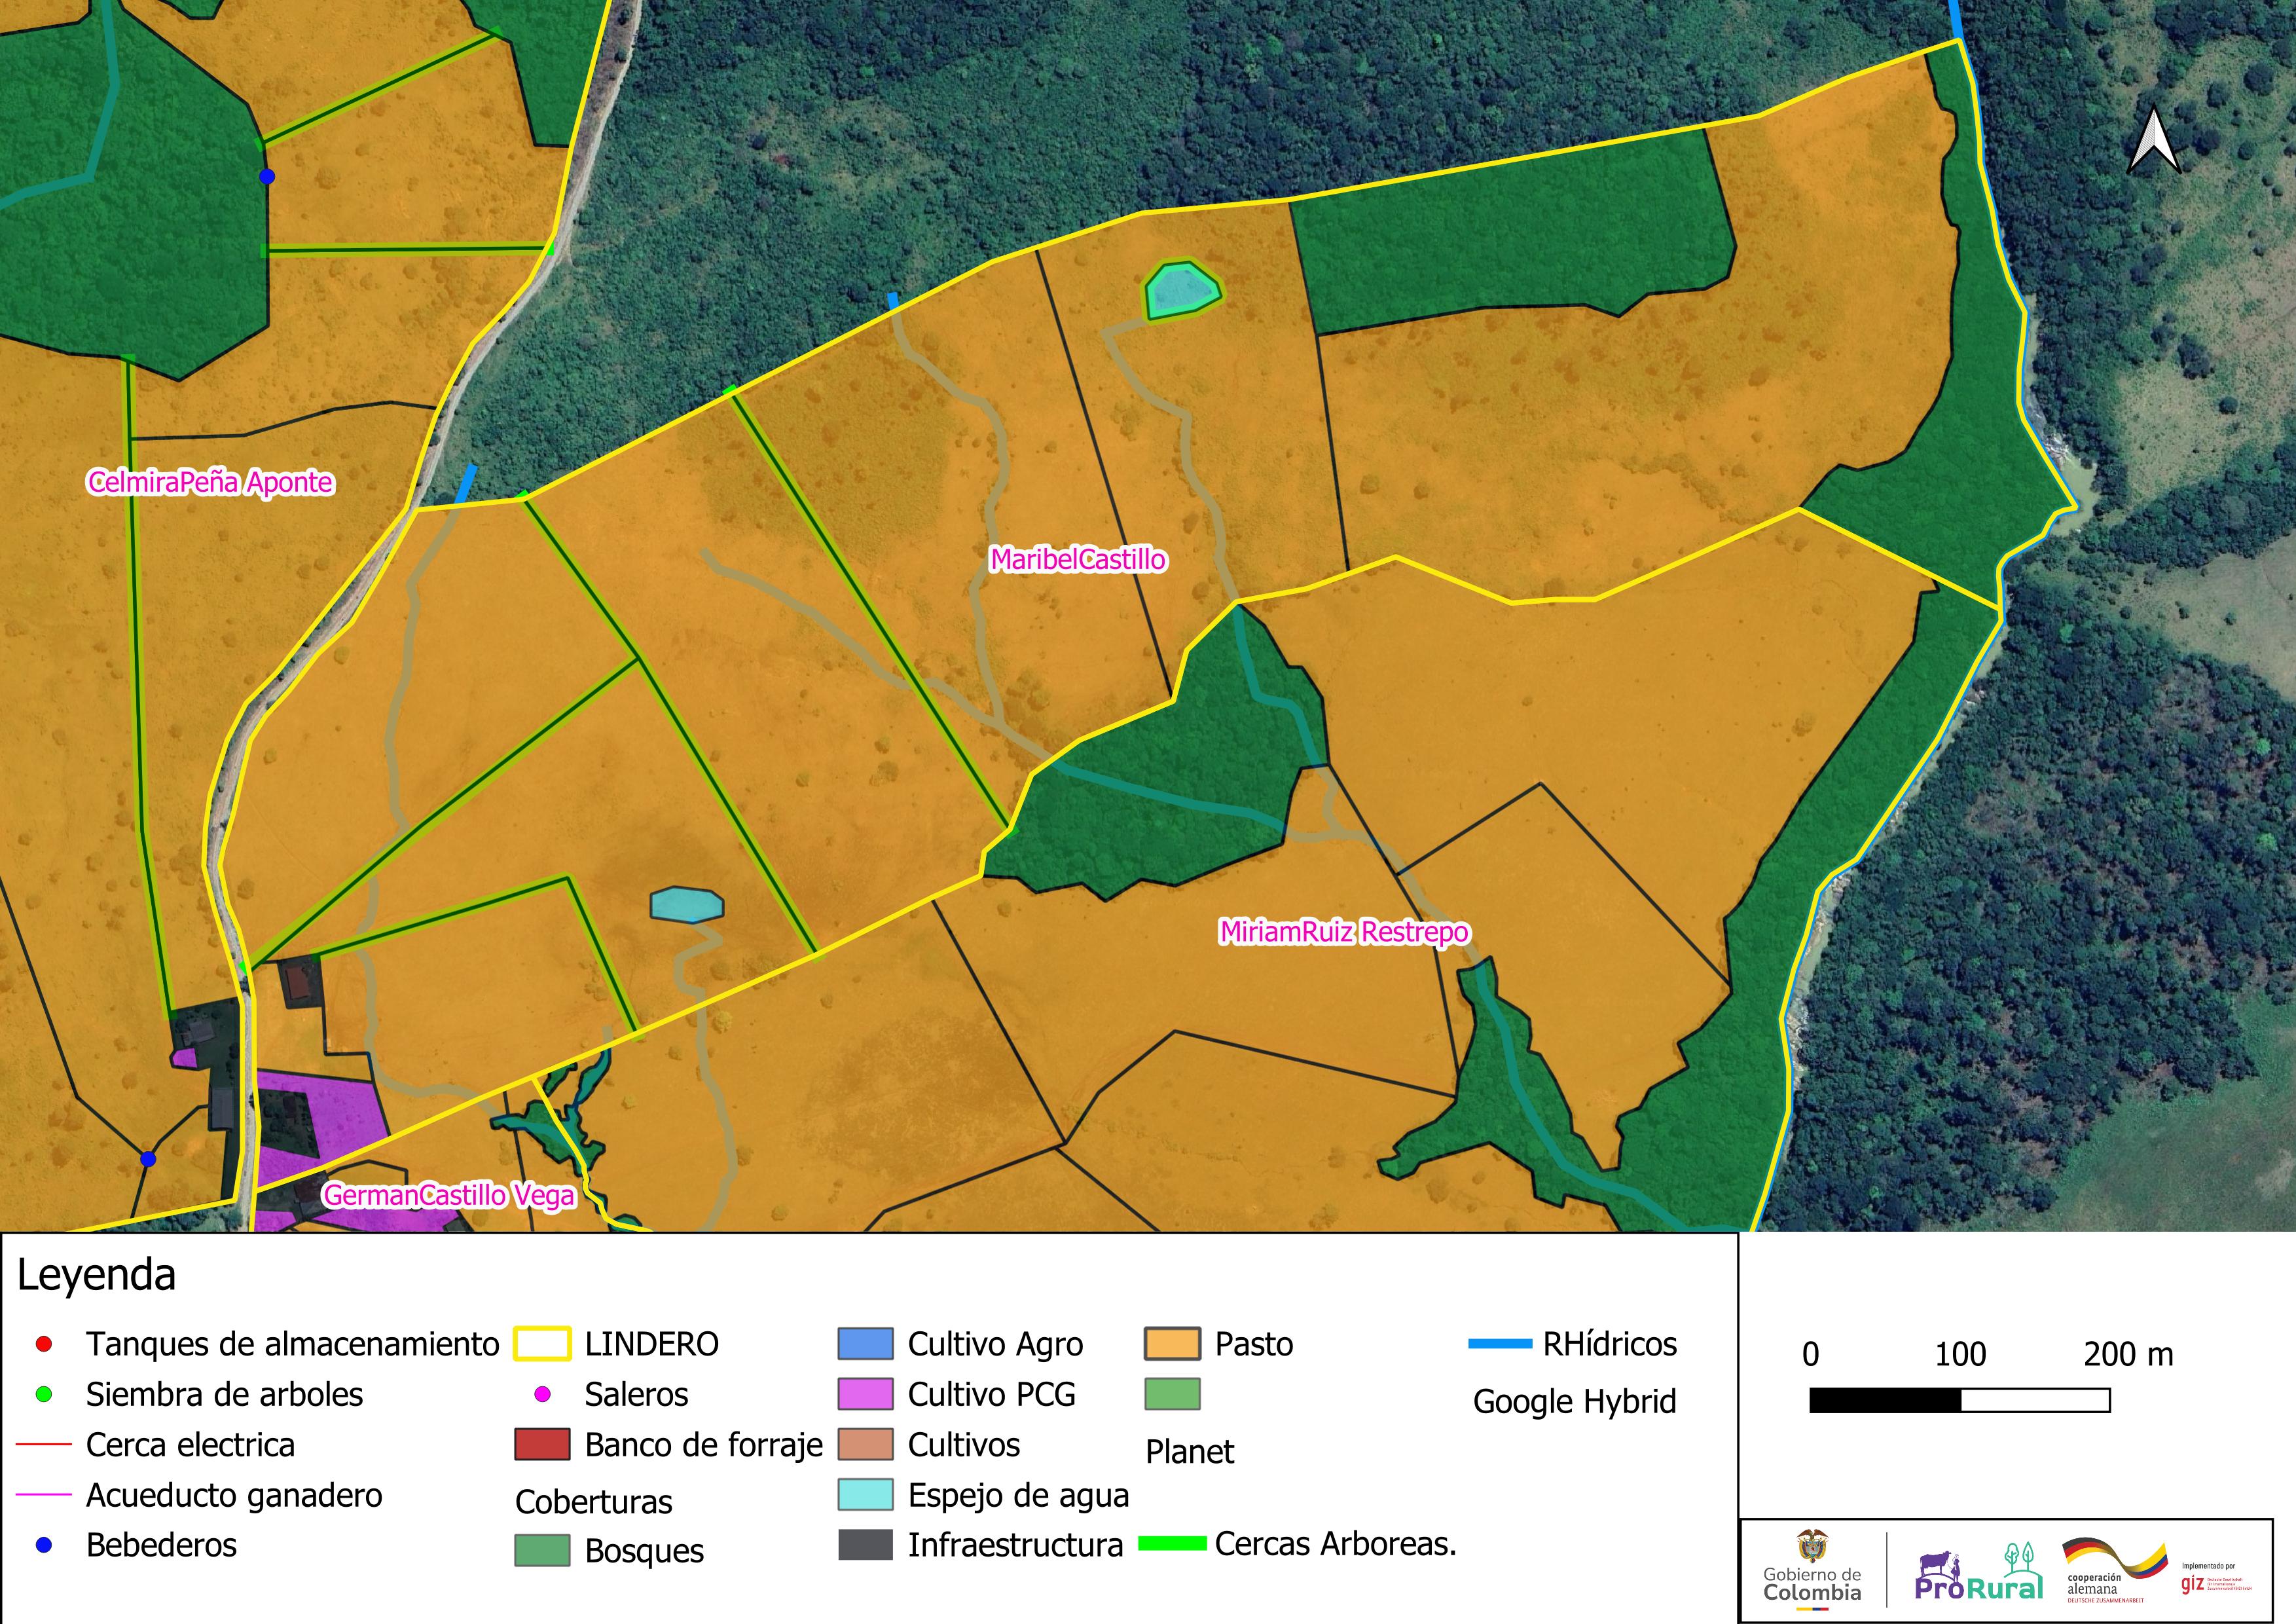 CelmiraPeña Aponte
MaribelCastillo
MiriamRuiz Restrepo
GermanCastillo Vega
Leyenda
Tanques de almacenamiento
Siembra de arboles
Cerca electrica
Acueducto ganadero
Bebederos
LINDERO
Saleros
Banco de forraje
Coberturas
Bosques
Cultivo Agro
Cultivo PCG
Cultivos
Espejo de agua
Infraestructura
Pasto
Planet
Cercas Arboreas.
RHídricos
Google Hybrid
0 100 200 m
Gobierno de
Colombia
ProRural
cooperación
alemana
DEUTSCHE ZUSAMMENARBEIT
Implementado por
giz